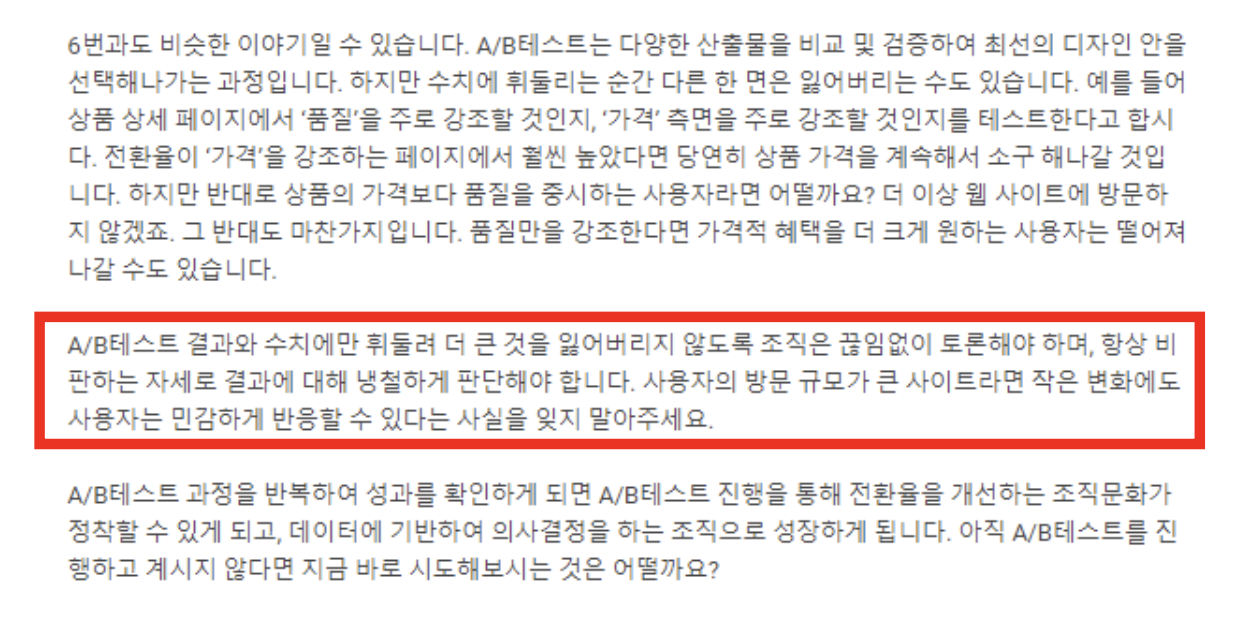 6번과도 비슷한 이야기일 수 있습니다. A/B테스트는 다양한 산출물을 비교 및 검증하여 최선의 디자인 안을
선택해나가는 과정입니다. 하지만 수치에 휘둘리는 순간 다른 한 면은 잃어버리는 수도 있습니다. 예를 들어
상품 상세 페이지에서 ‘품질’을 주로 강조할 것인지, ‘가격’ 측면을 주로 강조할 것인지를 테스트한다고 합시
다. 전환율이 ‘가격’을 강조하는 페이지에서 훨씬 높았다면 당연히 상품 가격을 계속해서 소구 해나갈 것입
니다. 하지만 반대로 상품의 가격보다 품질을 중시하는 사용자라면 어떨까요? 더 이상 웹 사이트에 방문하
지 않겠죠. 그 반대도 마찬가지입니다. 품질만을 강조한다면 가격적 혜택을 더 크게 원하는 사용자는 떨어져
나갈 수도 있습니다.
A/B테스트 결과와 수치에만 휘둘려 더 큰 것을 잃어버리지 않도록 조직은 끊임없이 토론해야 하며, 항상 비
판하는 자세로 결과에 대해 냉철하게 판단해야 합니다. 사용자의 방문 규모가 큰 사이트라면 작은 변화에도
사용자는 민감하게 반응할 수 있다는 사실을 잊지 말아주세요.
A/B테스트 과정을 반복하여 성과를 확인하게 되면 A/B테스트 진행을 통해 전환율을 개선하는 조직문화가
정착할 수 있게 되고, 데이터에 기반하여 의사결정을 하는 조직으로 성장하게 됩니다. 아직 A/B테스트를 진
행하고 계시지 않다면 지금 바로 시도해보시는 것은 어떨까요?